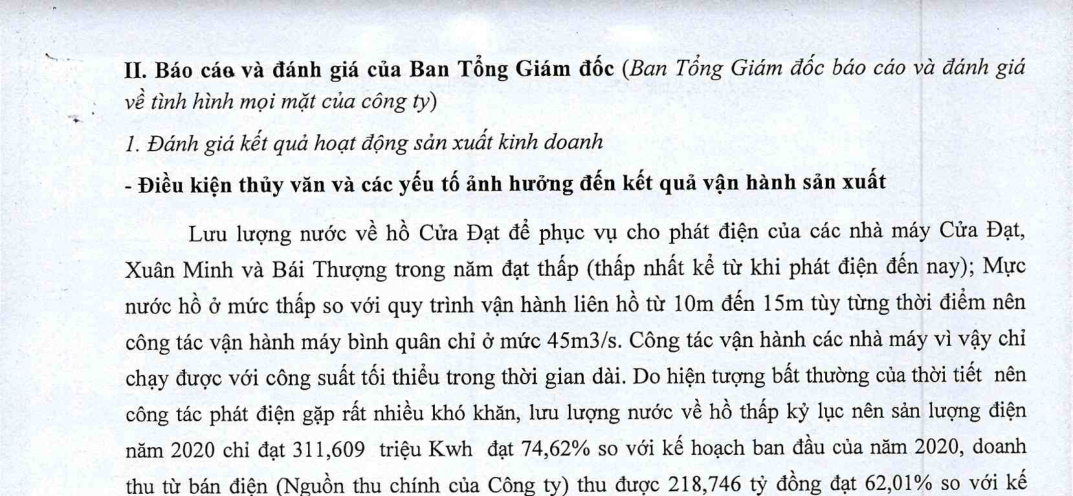 II. Báo cáo và đánh giá của Ban Tổng Giám đốc (Ban Tổng Giám đốc báo cáo và đánh giá
về tình hình mọi mặt của công ty)
1. Đánh giá kết quả hoạt động sản xuất kinh doanh
- Điều kiện thủy văn và các yếu tố ảnh hưởng đến kết quả vận hành sản xuất
Lưu lượng nước về hồ Cửa Đạt để phục vụ cho phát điện của các nhà máy Cửa Đạt,
Xuân Minh và Bái Thượng trong năm đạt thấp (thấp nhất kể từ khi phát điện đến nay); Mực
nước hồ ở mức thấp so với quy trình vận hành liên hồ từ 10m đến 15m tùy từng thời điểm nên
công tác vận hành máy bình quân chỉ ở mức 45m3/s. Công tác vận hành các nhà máy vì vậy chỉ
chạy được với công suất tối thiểu trong thời gian dài. Do hiện tượng bất thường của thời tiết nên
công tác phát điện gặp rất nhiều khó khăn, lưu lượng nước về hồ thấp kỷ lục nên sản lượng điện
năm 2020 chỉ đạt 311,609 triệu Kwh đạt 74,62% so với kế hoạch ban đầu của năm 2020, doanh
thu từ bán điện (Nguồn thu chính của Công ty) thu được 218,746 tỷ đồng đạt 62,01% so với kế